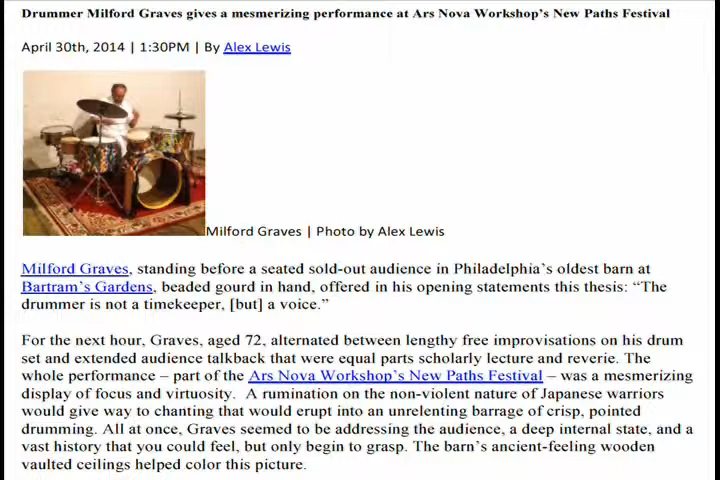 Drummer Milford Graves gives a mesmerizing performance at Ars Nova Workshop's New Paths Festival
April 30th, 2014 | 1:30PM | By Alex Lewis
Milford Graves | Photo by Alex Lewis
Milford Graves, standing before a seated sold-out audience in Philadelphia's oldest barn at
Bartram's Gardens, beaded gourd in hand, offered in his opening statements this thesis: “The
drummer is not a timekeeper, [but] a voice.”
For the next hour, Graves, aged 72, alternated between lengthy free improvisations on his drum
set and extended audience talkback that were equal parts scholarly lecture and reverie. The
whole performance – part of the Ars Nova Workshop's New Paths Festival – was a mesmerizing
display of focus and virtuosity. A rumination on the non-violent nature of Japanese warriors
would give way to chanting that would erupt into an unrelenting barrage of crisp, pointed
drumming. All at once, Graves seemed to be addressing the audience, a deep internal state, and a
vast history that you could feel, but only begin to grasp. The barn's ancient-feeling wooden
vaulted ceilings helped color this picture.